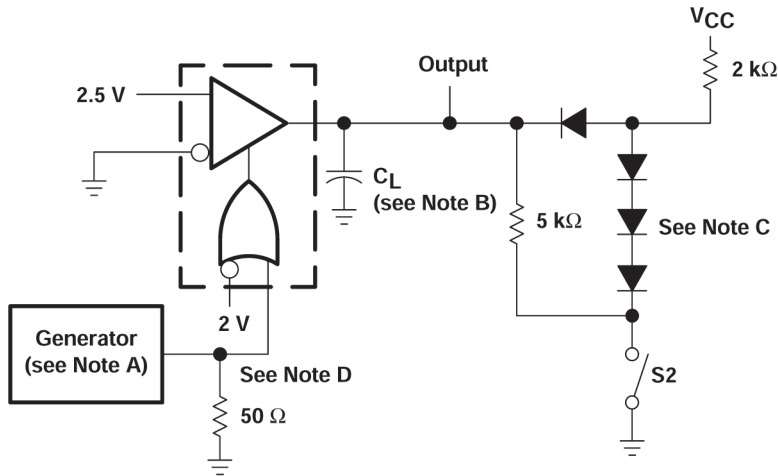 VCC
2 kΩ
Output
2.5 V
CL
(see Note B)
5 kΩ
See Note C
2 V
Generator
(see Note A)
See Note D
S2
50 Ω